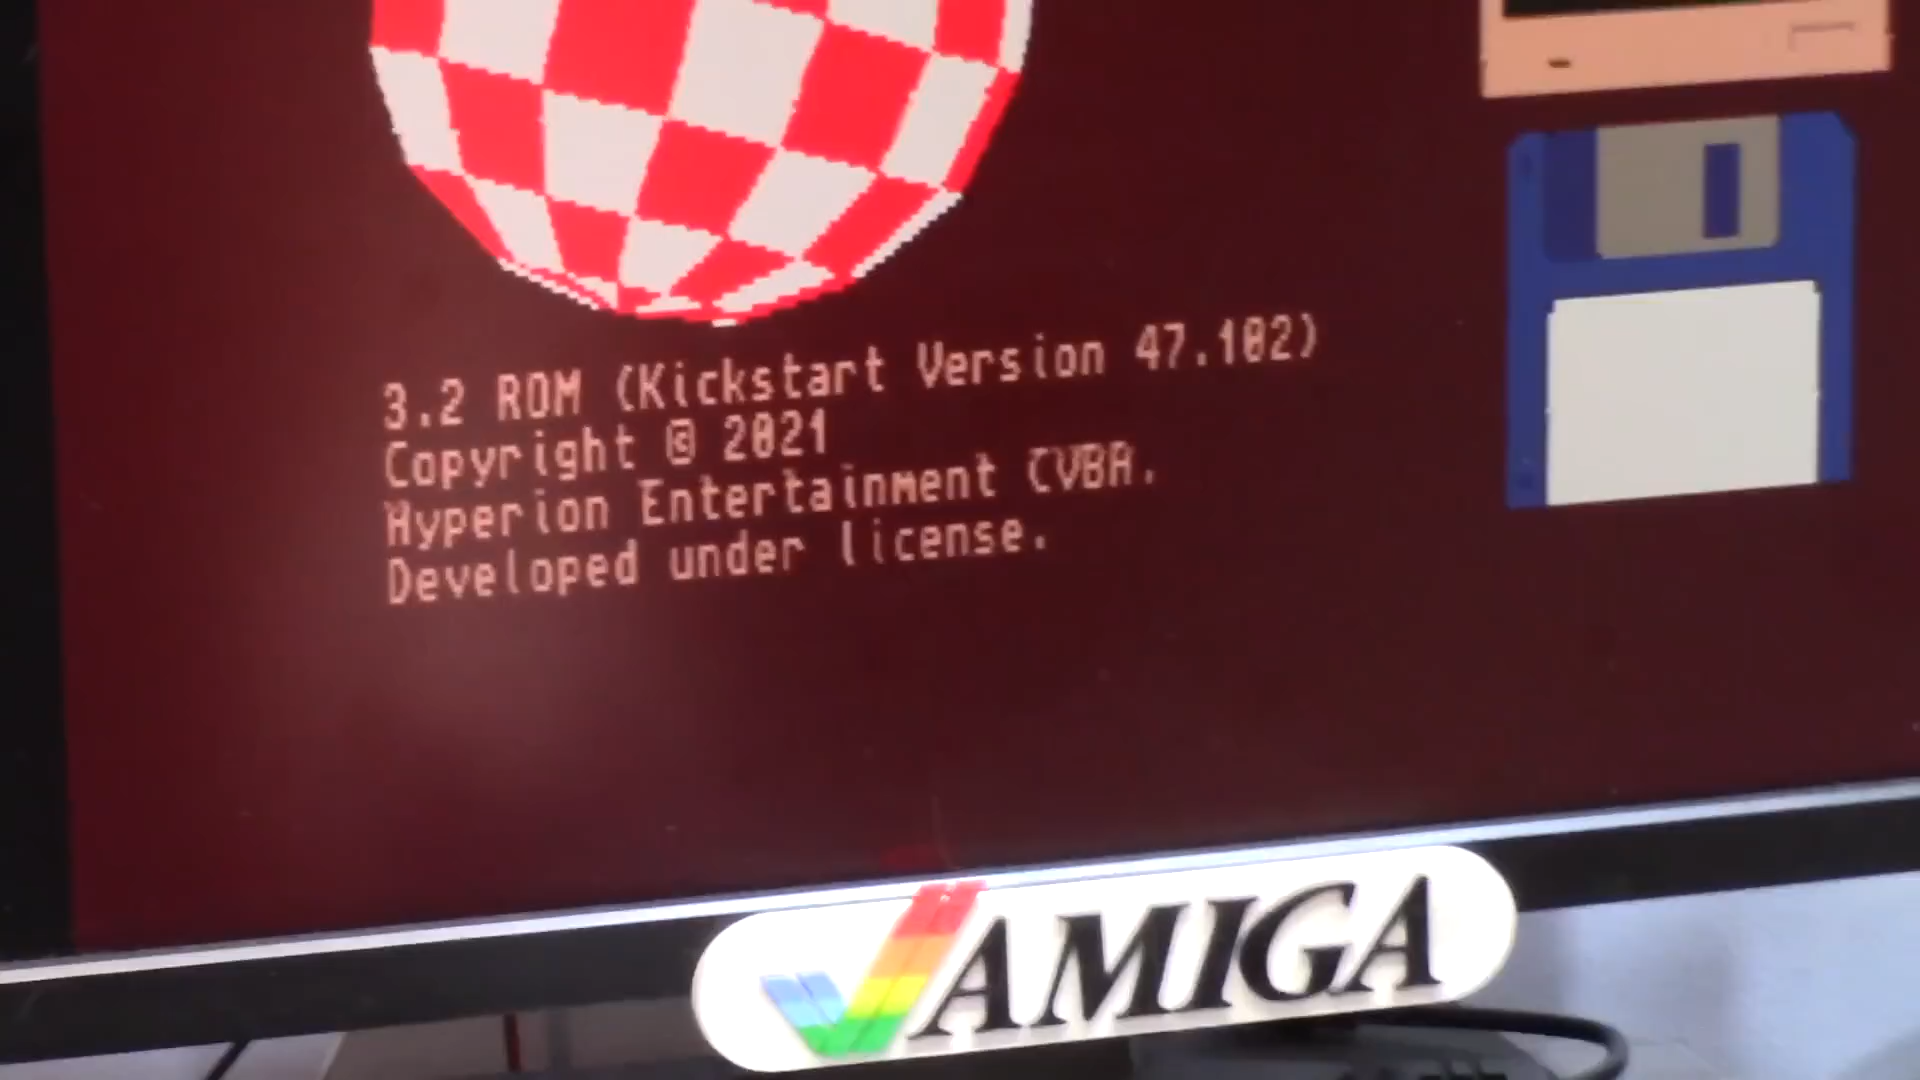 3.2 ROM (Kickstart Version 47.102)
Copyright © 2021
Hyperion Entertainment CVBA.
Developed under license.
AMIGA